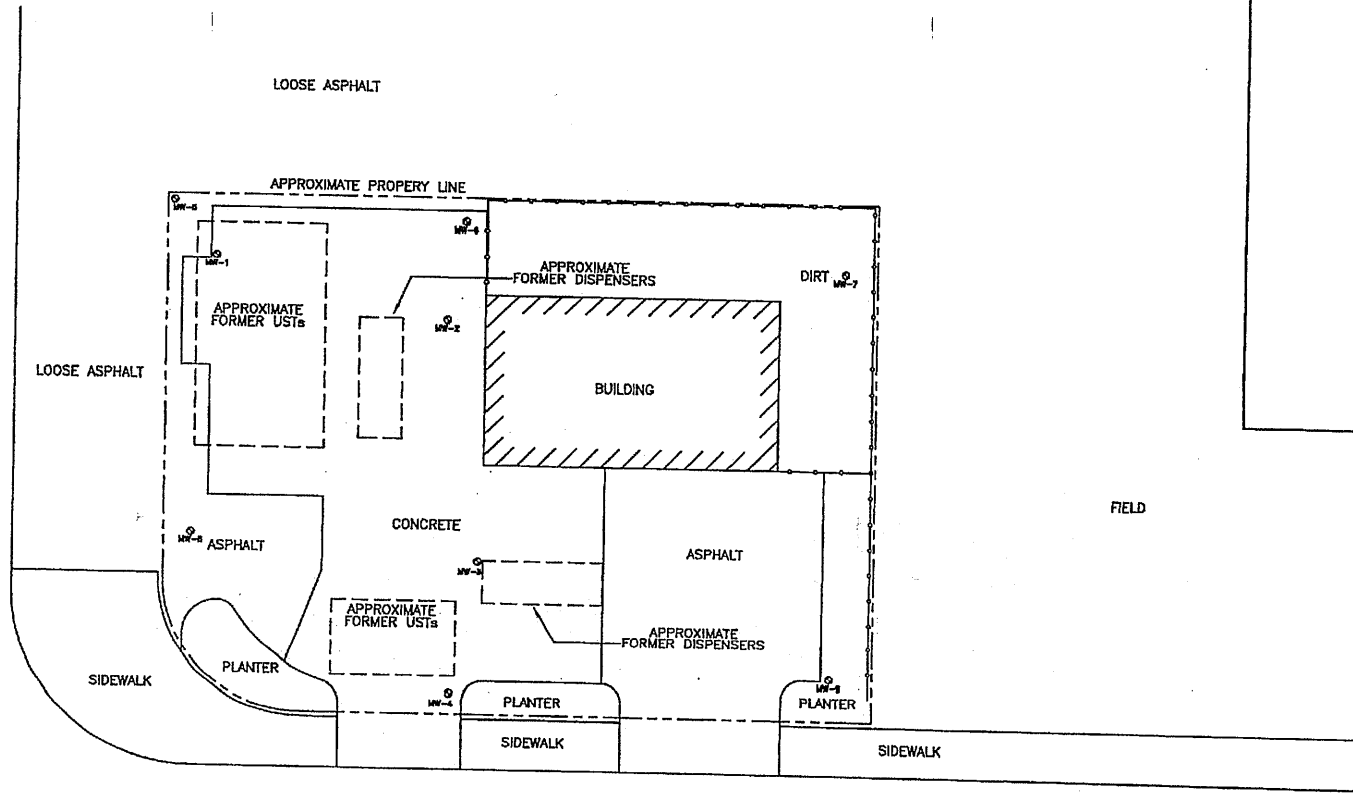 LOOSE ASPHALT
APPROXIMATE PROPERY LINE
MW-1
APPROXIMATE
FORMER DISPENSERS
DIRT
MW-7
APPROXIMATE
FORMER USTs
MW-2
LOOSE ASPHALT
BUILDING
FIELD
CONCRETE
ASPHALT
ASPHALT
APPROXIMATE
FORMER USTs
APPROXIMATE
FORMER DISPENSERS
PLANTER
SIDEWALK
MW-4
PLANTER
PLANTER
SIDEWALK
SIDEWALK